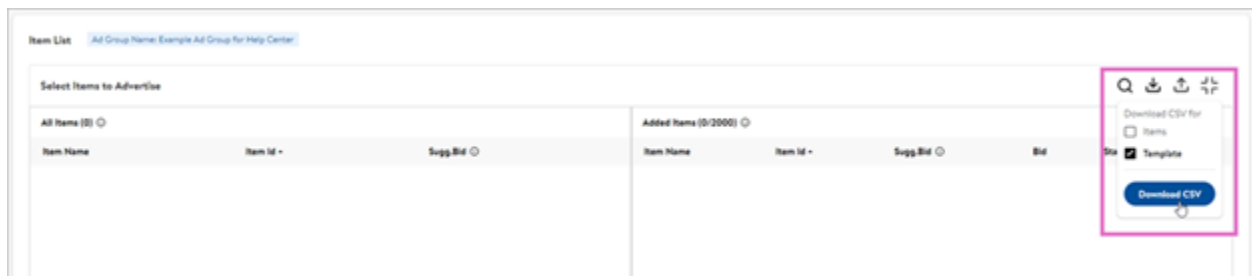 Item List Ad Group Name: Example Ad Group for Help Center
Select Items to Advertise
All Items (0)
Added Items (0/2000)
Item Name Item Id Sugg.Bid
Item Name Item Id Sugg.Bid Bid Sta
Download CSV for
Items
Template
Download CSV